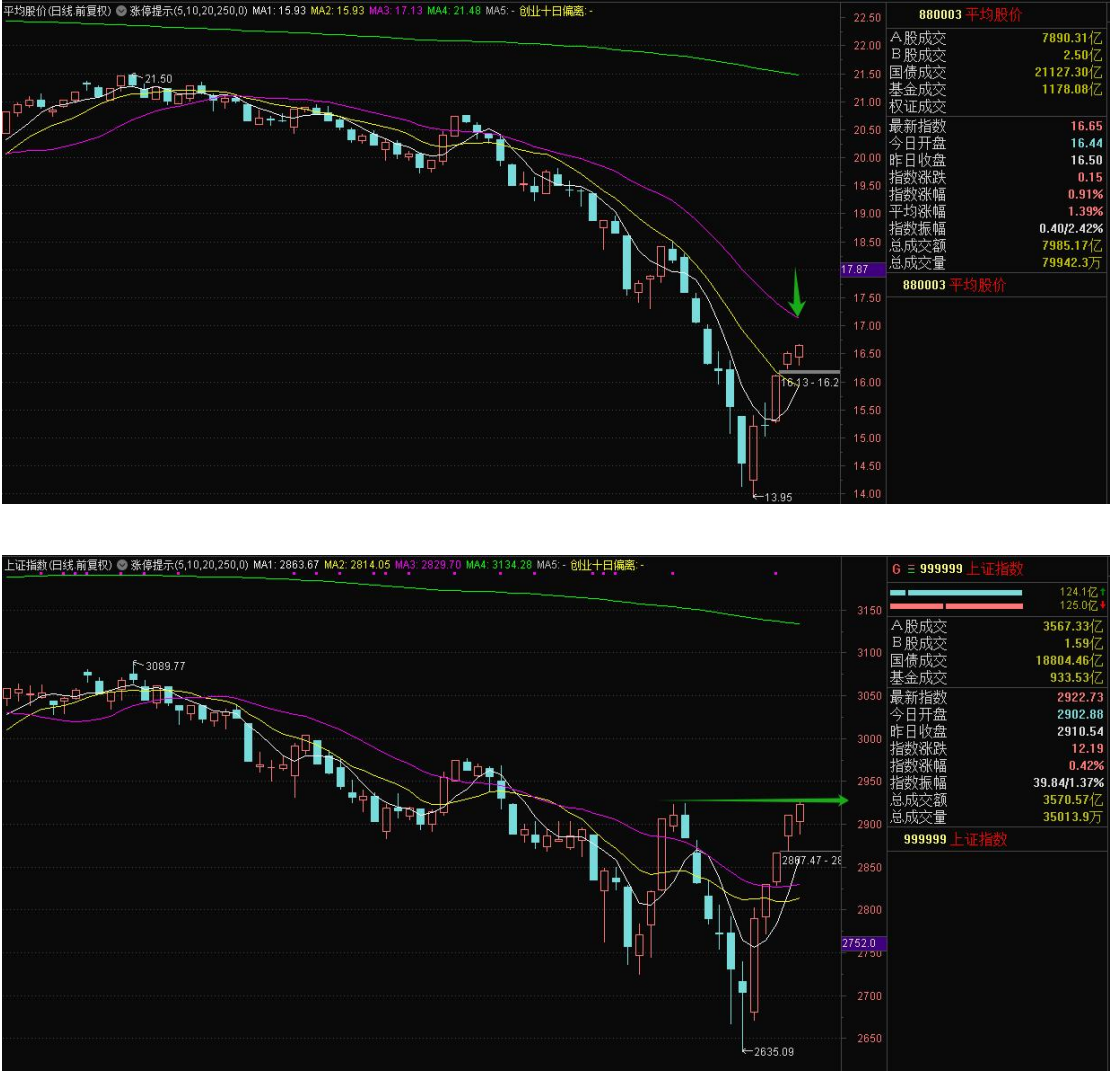 平均股价(日线 前复权) 涨停提示(5,10,20,250,0) MA1: 15.93 MA2: 15.93 MA3: 17.13 MA4: 21.48 MA5: - 创业十日偏离: -
21.50
16.13 - 16.2
13.95
22.50
22.00
21.50
21.00
20.50
20.00
19.50
19.00
18.50
17.87
17.50
17.00
16.50
16.00
15.50
15.00
14.50
14.00
880003 平均股价
A股成交 7890.31亿
B股成交 2.50亿
国债成交 21127.30亿
基金成交 1178.08亿
权证成交
最新指数 16.65
今日开盘 16.44
昨日收盘 16.50
指数涨跌 0.15
指数涨幅 0.91%
平均涨幅 1.39%
指数振幅 0.40/2.42%
总成交额 7985.17亿
总成交量 79942.3万
880003 平均股价
上证指数(日线 前复权) 涨停提示(5,10,20,250,0) MA1: 2863.67 MA2: 2814.05 MA3: 2829.70 MA4: 3134.28 MA5: - 创业十日偏离: -
3089.77
2867.47 - 28
2635.09
3150
3100
3050
3000
2950
2900
2850
2800
2752.0
2750
2700
2650
G 三 999999 上证指数
124.1亿↑
125.0亿↓
A股成交 3567.33亿
B股成交 1.59亿
国债成交 18804.46亿
基金成交 933.53亿
最新指数 2922.73
今日开盘 2902.88
昨日收盘 2910.54
指数涨跌 12.19
指数涨幅 0.42%
指数振幅 39.84/1.37%
总成交额 3570.57亿
总成交量 35013.9万
999999 上证指数